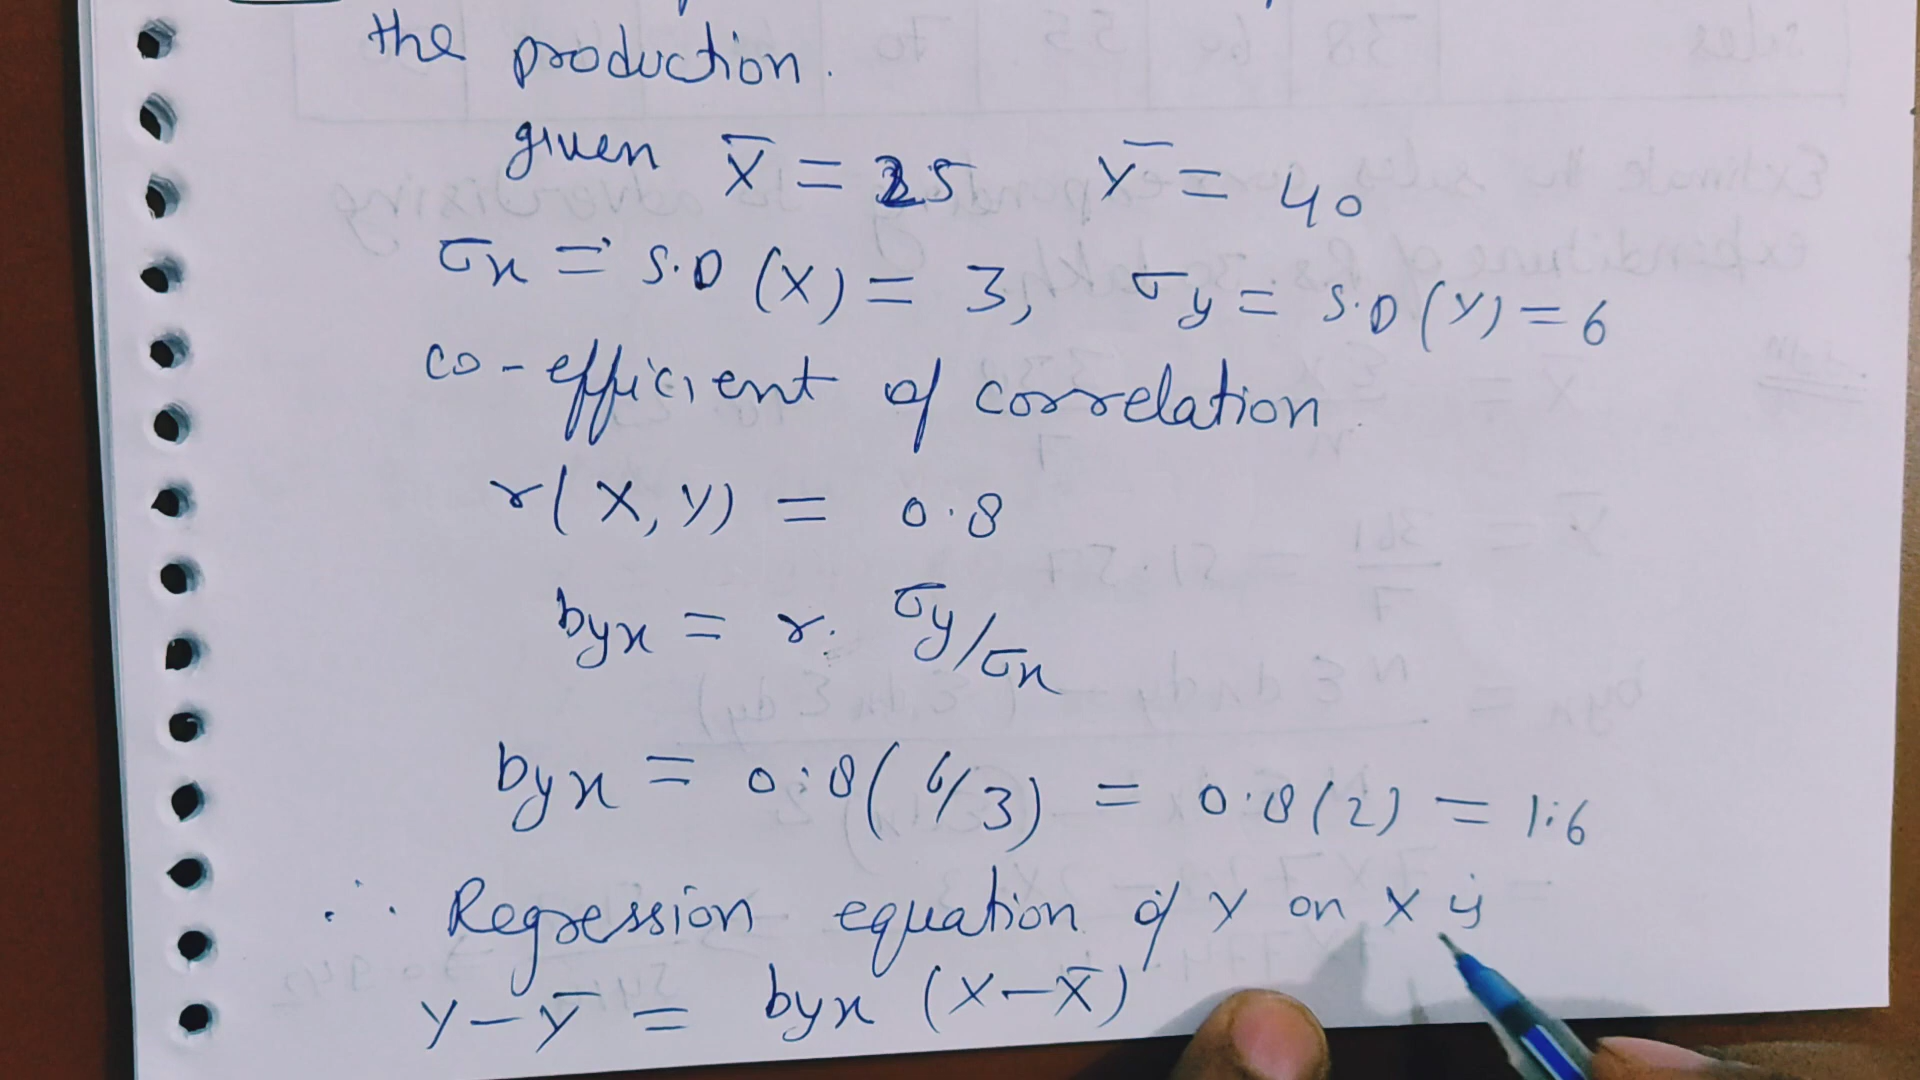 the production.
given X̅ = 25 Y̅ = 40
σx = S.D (X) = 3, σy = S.D (Y) = 6
co-efficient of correlation
r(X, Y) = 0.8
byx = r. σy/σx
byx = 0.8(6/3) = 0.8(2) = 1.6
∴ Regression equation of Y on X is
Y - Y̅ = byx (X - X̅)